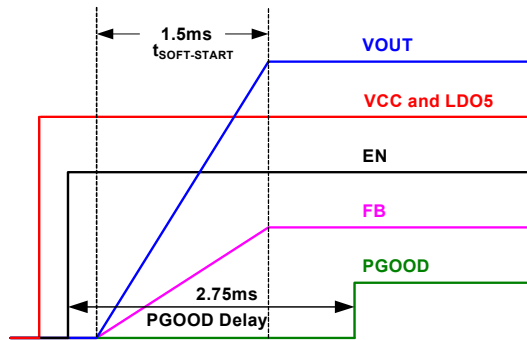 1.5ms
tSOFT-START
VOUT
VCC and LDO5
EN
FB
PGOOD
2.75ms
PGOOD Delay